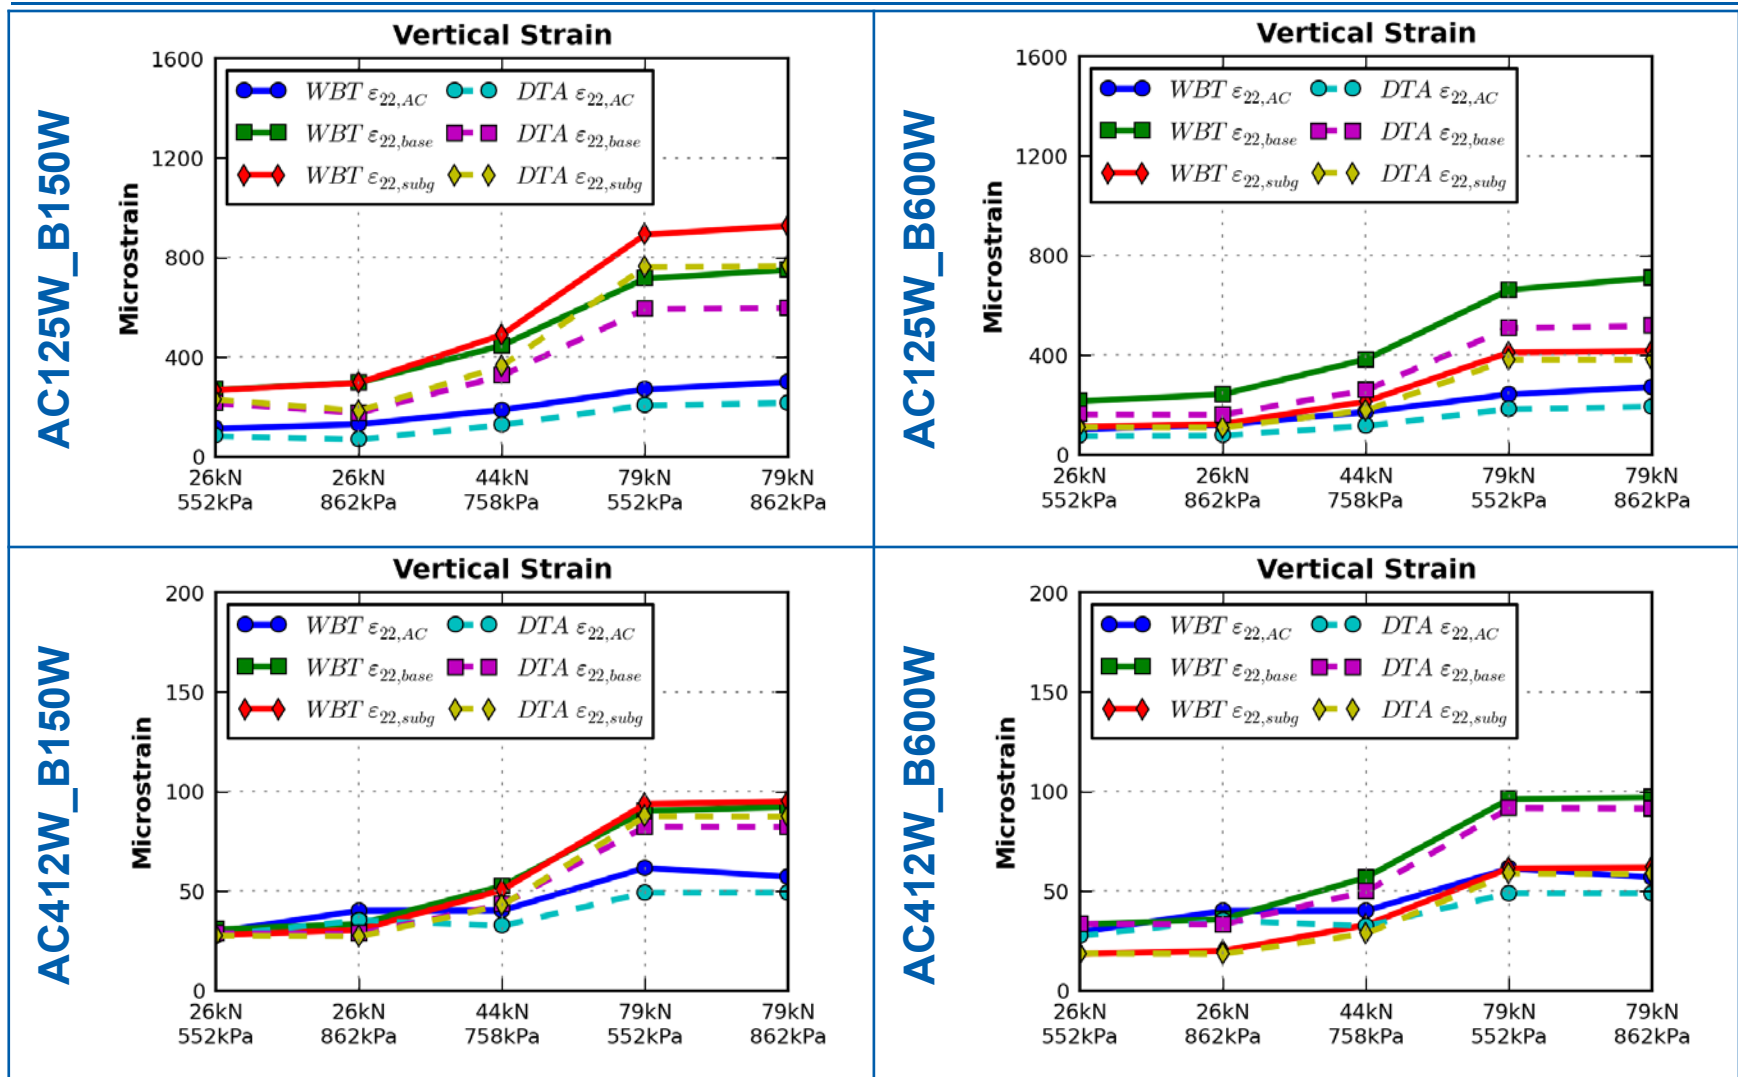 AC125W_B150W
Vertical Strain
Microstrain
1600
1200
800
400
0
WBT ε22,AC DTA ε22,AC
WBT ε22,base DTA ε22,base
WBT ε22,subg DTA ε22,subg
26kN 26kN 44kN 79kN 79kN
552kPa 862kPa 758kPa 552kPa 862kPa
AC125W_B600W
Vertical Strain
Microstrain
1600
1200
800
400
0
WBT ε22,AC DTA ε22,AC
WBT ε22,base DTA ε22,base
WBT ε22,subg DTA ε22,subg
26kN 26kN 44kN 79kN 79kN
552kPa 862kPa 758kPa 552kPa 862kPa
AC412W_B150W
Vertical Strain
Microstrain
200
150
100
50
0
WBT ε22,AC DTA ε22,AC
WBT ε22,base DTA ε22,base
WBT ε22,subg DTA ε22,subg
26kN 26kN 44kN 79kN 79kN
552kPa 862kPa 758kPa 552kPa 862kPa
AC412W_B600W
Vertical Strain
Microstrain
200
150
100
50
0
WBT ε22,AC DTA ε22,AC
WBT ε22,base DTA ε22,base
WBT ε22,subg DTA ε22,subg
26kN 26kN 44kN 79kN 79kN
552kPa 862kPa 758kPa 552kPa 862kPa